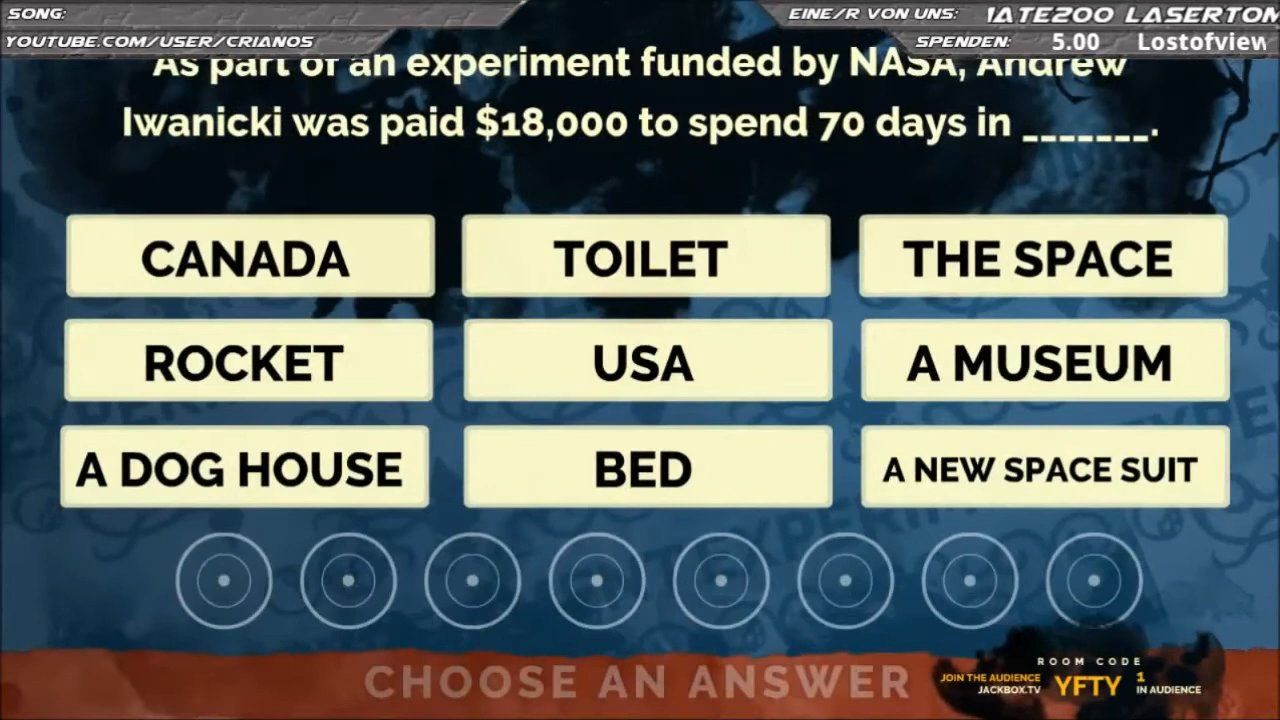 SONG:
EINE/R VON UNS:
YOUTUBE.COM/USER/CRIANOS
SPENDEN: 5.00 Lostofview
As part of an experiment funded by NASA, Andrew
Iwanicki was paid $18,000 to spend 70 days in _______.
CANADA
TOILET
THE SPACE
ROCKET
USA
A MUSEUM
A DOG HOUSE
BED
A NEW SPACE SUIT
CHOOSE AN ANSWER
ROOM CODE
JOIN THE AUDIENCE
JACKBOX.TV
YFTY
1
IN AUDIENCE